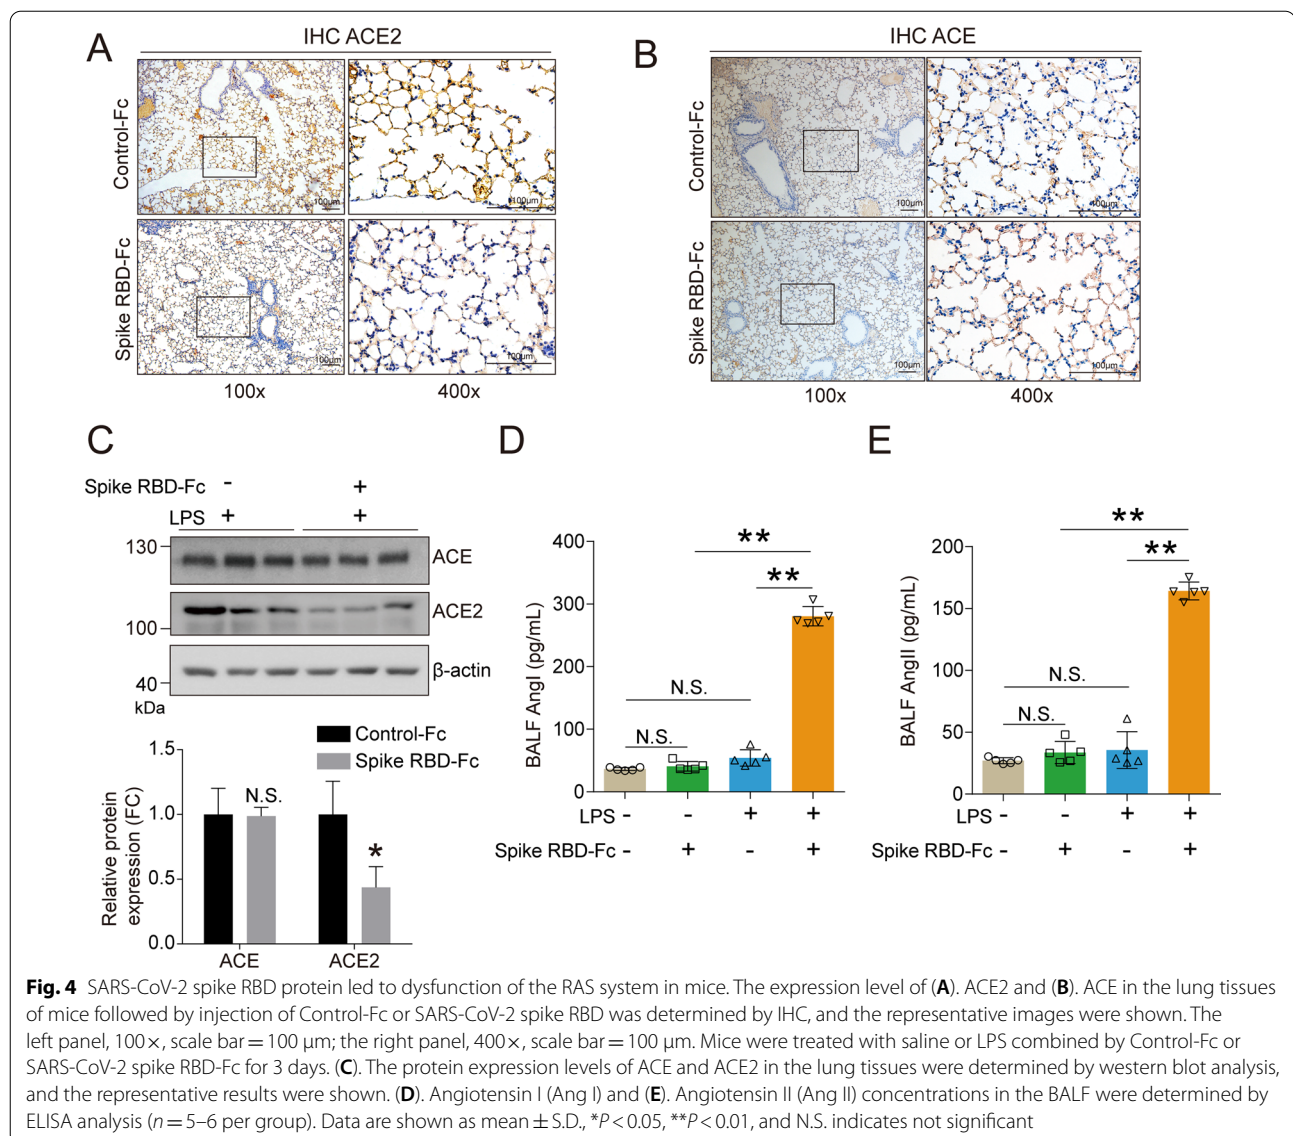 A
IHC ACE2
Control-Fc
100μm
100μm
Spike RBD-Fc
100μm
100μm
100x
400x
B
IHC ACE
Control-Fc
100μm
100μm
Spike RBD-Fc
100μm
100μm
100x
400x
C
Spike RBD-Fc - +
LPS + +
130
ACE
ACE2
100
β-actin
40
kDa
Control-Fc
Spike RBD-Fc
Relative protein
expression (FC)
1.5
1.0
0.5
0.0
N.S.
*
ACE
ACE2
D
BALF AngI (pg/mL)
400
300
200
100
0
**
**
N.S.
N.S.
LPS - - + +
Spike RBD-Fc - + - +
E
BALF AngII (pg/mL)
200
150
100
50
0
**
**
N.S.
N.S.
LPS - - + +
Spike RBD-Fc - + - +
Fig. 4 SARS-CoV-2 spike RBD protein led to dysfunction of the RAS system in mice. The expression level of (A). ACE2 and (B). ACE in the lung tissues
of mice followed by injection of Control-Fc or SARS-CoV-2 spike RBD was determined by IHC, and the representative images were shown. The
left panel, 100×, scale bar = 100 μm; the right panel, 400×, scale bar = 100 μm. Mice were treated with saline or LPS combined by Control-Fc or
SARS-CoV-2 spike RBD-Fc for 3 days. (C). The protein expression levels of ACE and ACE2 in the lung tissues were determined by western blot analysis,
and the representative results were shown. (D). Angiotensin I (Ang I) and (E). Angiotensin II (Ang II) concentrations in the BALF were determined by
ELISA analysis (n = 5–6 per group). Data are shown as mean ± S.D., *P < 0.05, **P < 0.01, and N.S. indicates not significant